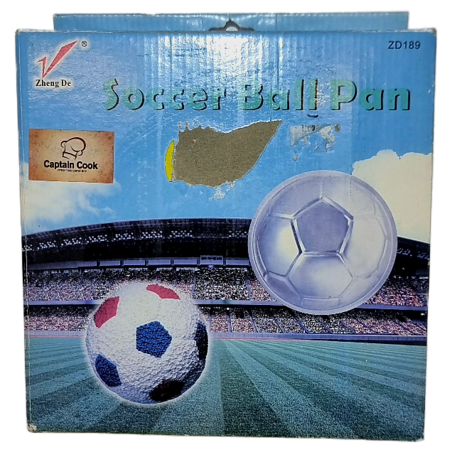 ZD189
Zheng De
®
Soccer Ball Pan
Captain Cook